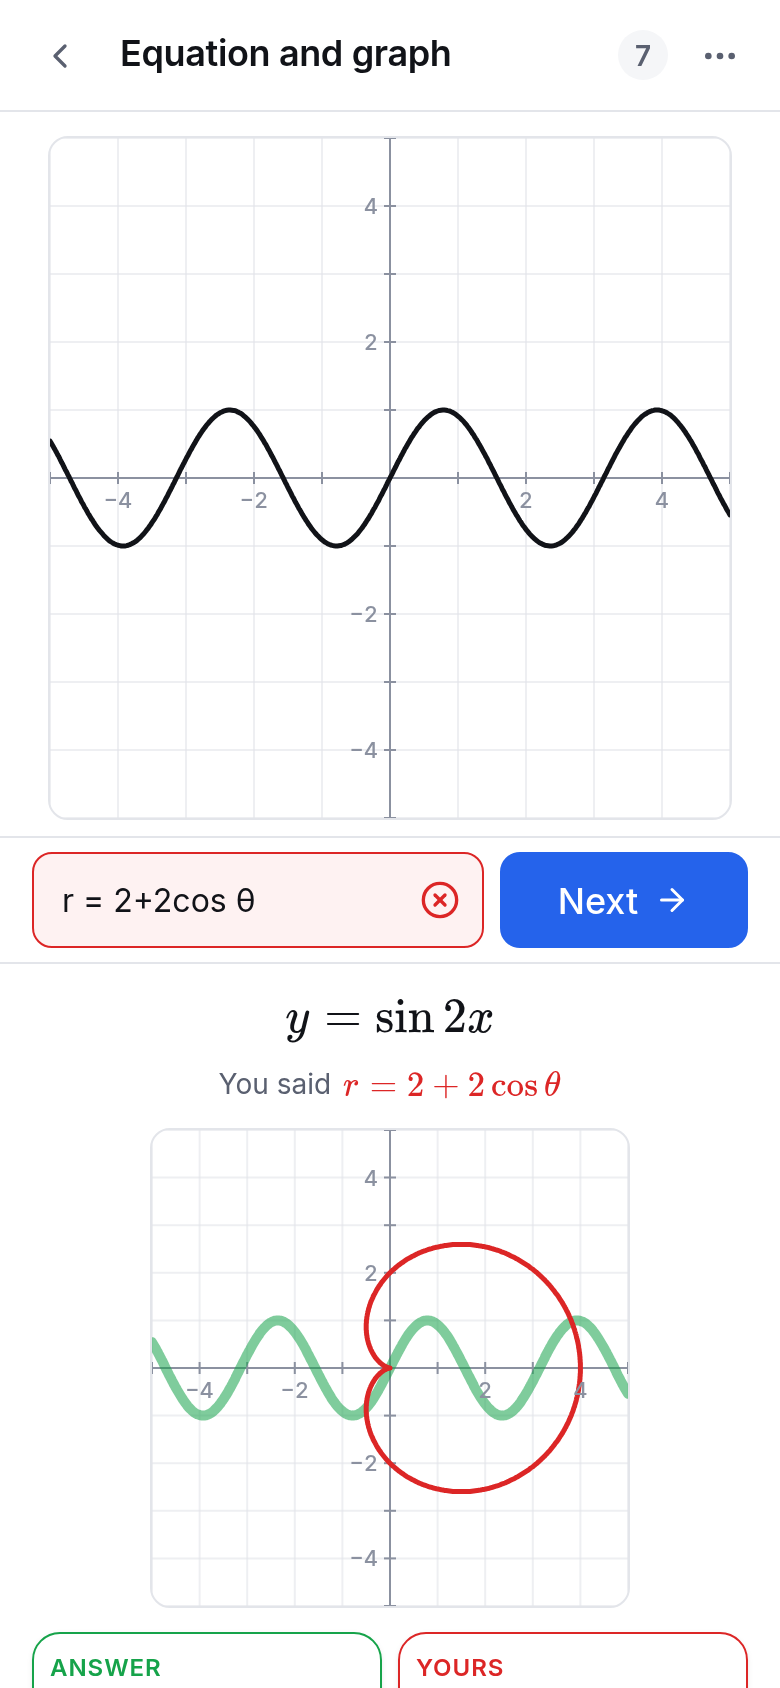 Equation and graph
7
4
2
−4 −2 2 4
−2
−4
r = 2+2cos θ
Next
y = sin 2x
You said r = 2 + 2 cos θ
4
2
−4 −2 2 4
−2
−4
ANSWER
YOURS